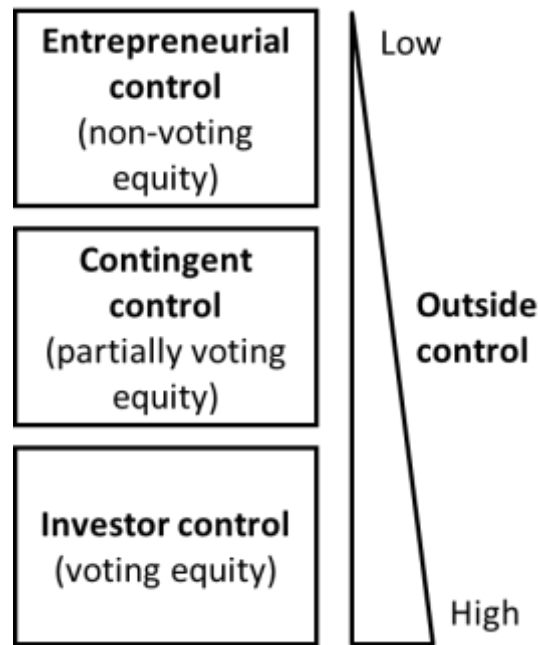 Entrepreneurial
control
(non-voting
equity)
Low
Contingent
control
(partially voting
equity)
Outside
control
Investor control
(voting equity)
High